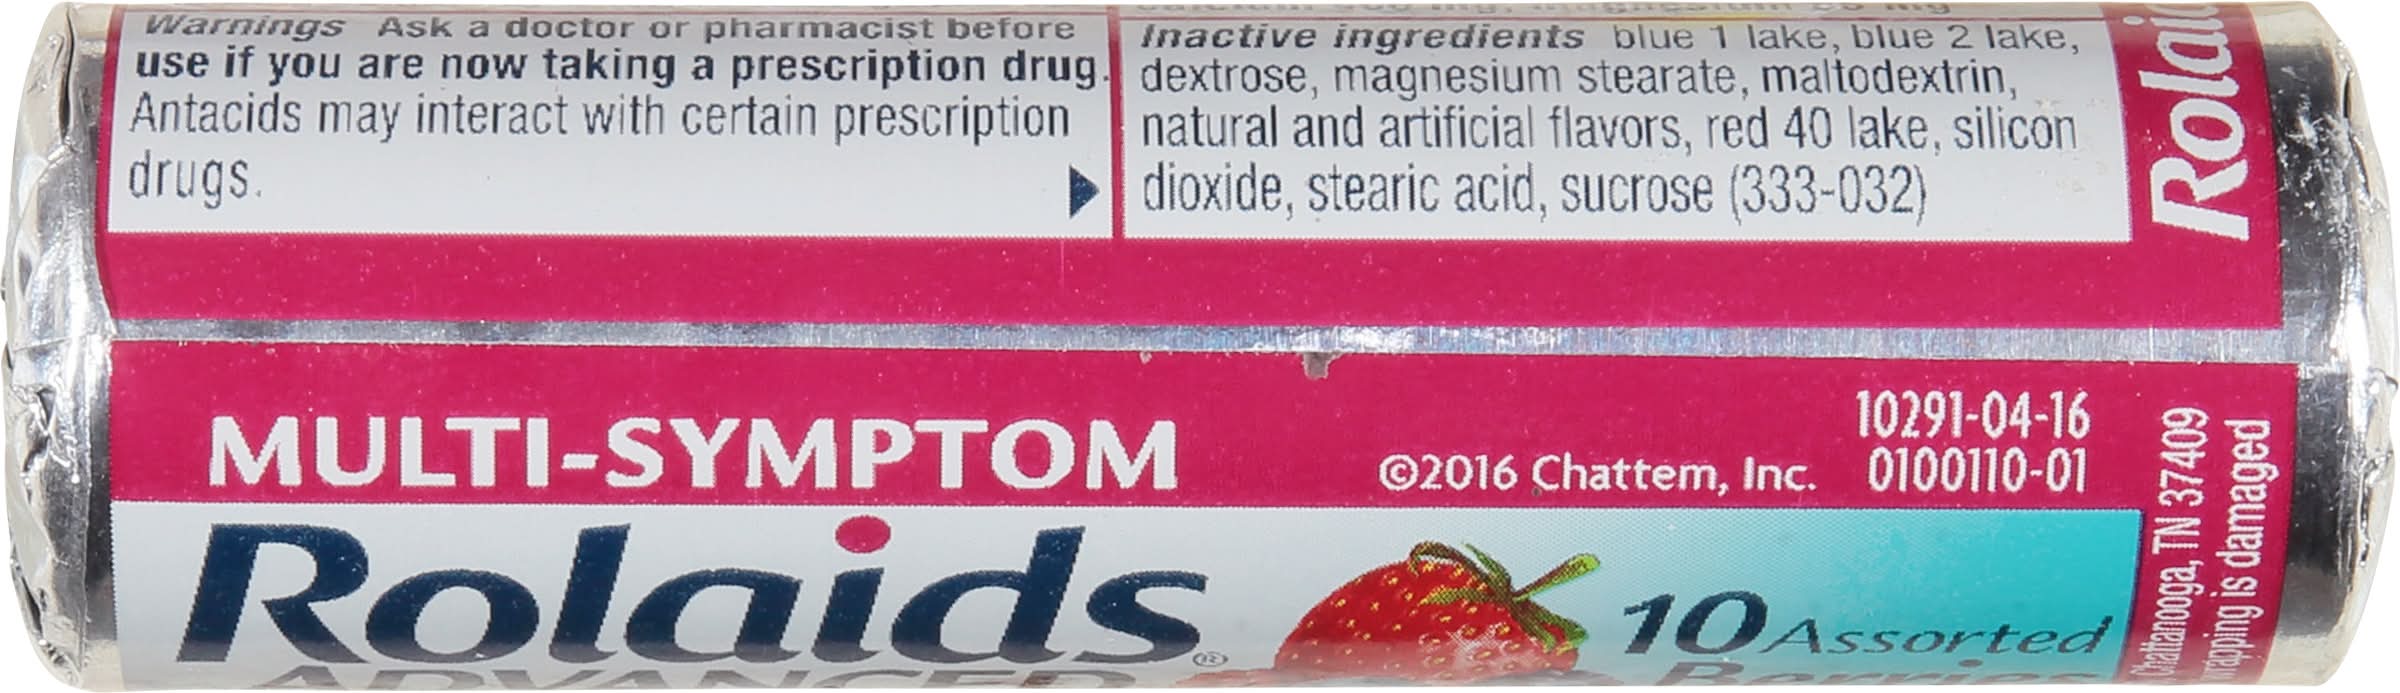 Warnings Ask a doctor or pharmacist before
use if you are now taking a prescription drug.
Antacids may interact with certain prescription
drugs.
Inactive ingredients blue 1 lake, blue 2 lake,
dextrose, magnesium stearate, maltodextrin,
natural and artificial flavors, red 40 lake, silicon
dioxide, stearic acid, sucrose (333-032)
Rolaid
MULTI-SYMPTOM
©2016 Chattem, Inc.
10291-04-16
0100110-01
Rolaids®
ADVANCED
10 Assorted
Berries
Chattanooga, TN 37409
wrapping is damaged